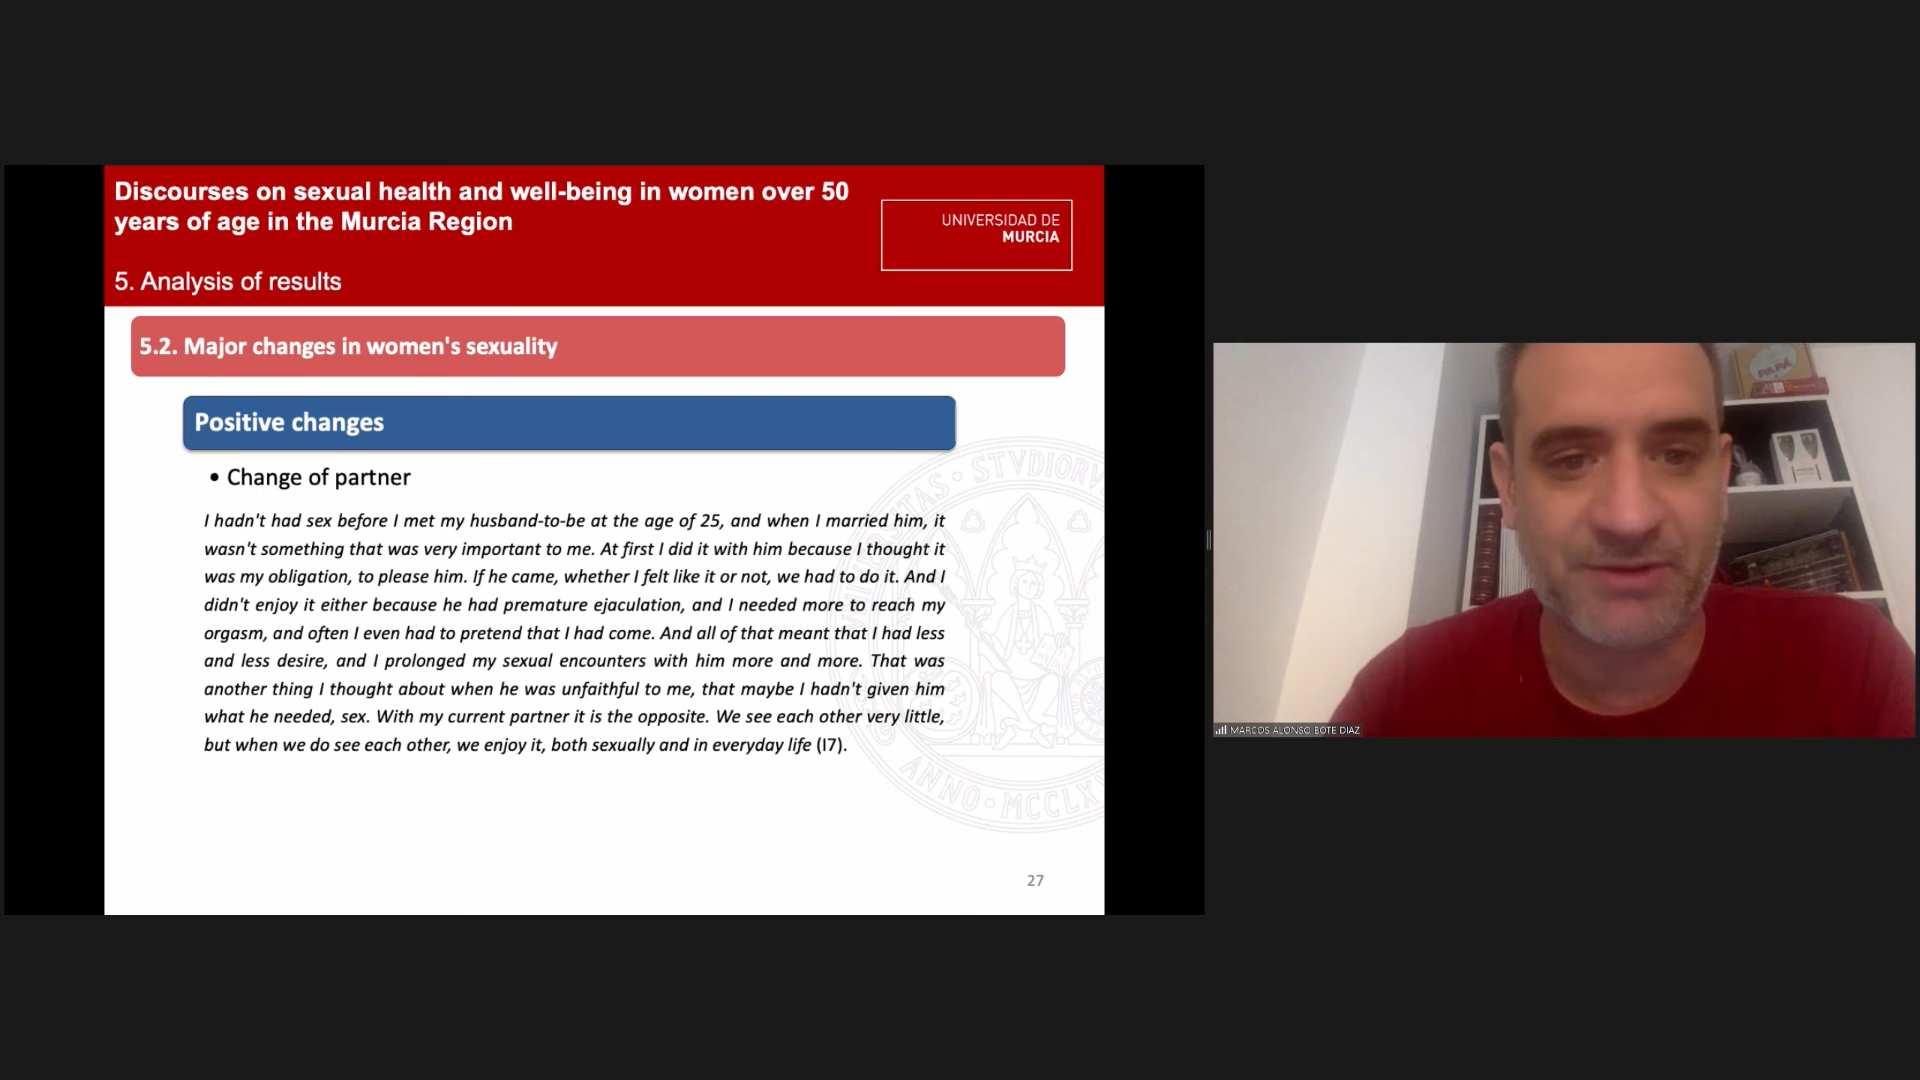 Discourses on sexual health and well-being in women over 50
years of age in the Murcia Region
UNIVERSIDAD DE
MURCIA
5. Analysis of results
5.2. Major changes in women's sexuality
Positive changes
• Change of partner
I hadn't had sex before I met my husband-to-be at the age of 25, and when I married him, it
wasn't something that was very important to me. At first I did it with him because I thought it
was my obligation, to please him. If he came, whether I felt like it or not, we had to do it. And I
didn't enjoy it either because he had premature ejaculation, and I needed more to reach my
orgasm, and often I even had to pretend that I had come. And all of that meant that I had less
and less desire, and I prolonged my sexual encounters with him more and more. That was
another thing I thought about when he was unfaithful to me, that maybe I hadn't given him
what he needed, sex. With my current partner it is the opposite. We see each other very little,
but when we do see each other, we enjoy it, both sexually and in everyday life (I7).
27
PAPÁ
MARCOS ALONSO BOTE DIAZ